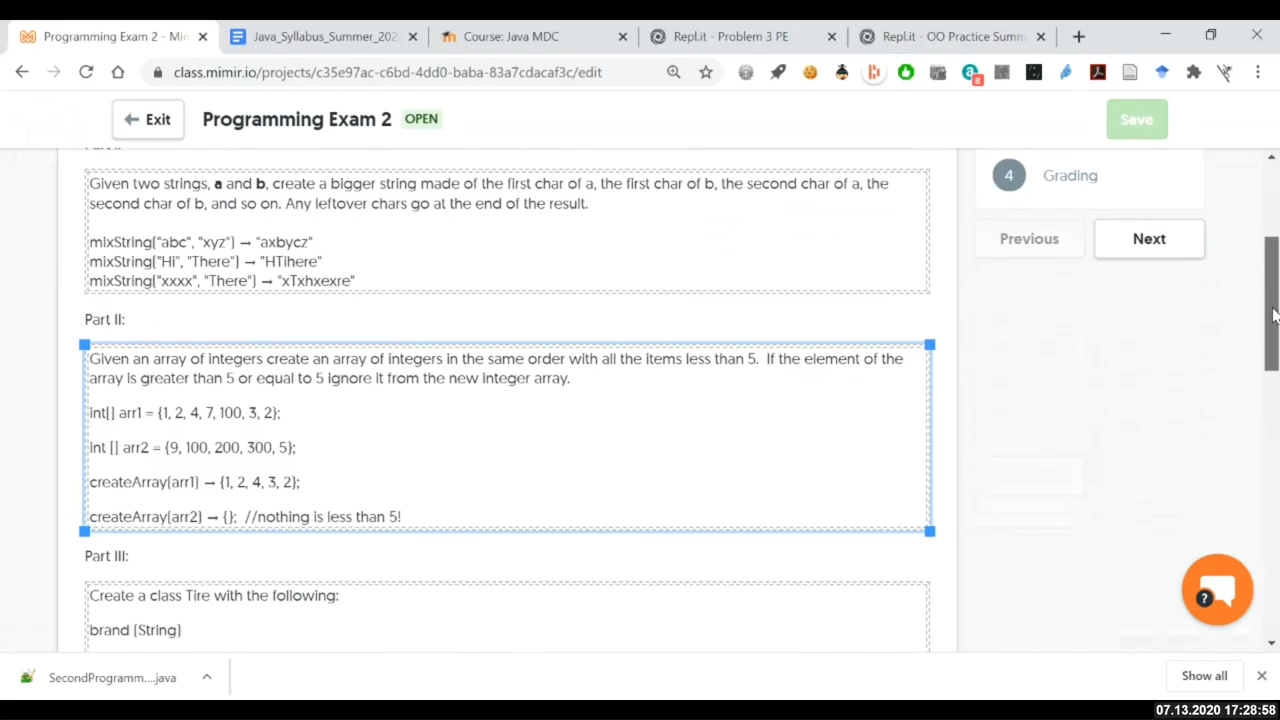 Programming Exam 2 - Mi
Java_Syllabus_Summer_202
Course: Java MDC
Repl.it - Problem 3 PE
Repl.it - OO Practice Summ
class.mimir.io/projects/c35e97ac-c6bd-4dd0-baba-83a7cdacaf3c/edit
8
Exit
Programming Exam 2
OPEN
Save
Given two strings, a and b, create a bigger string made of the first char of a, the first char of b, the second char of a, the
second char of b, and so on. Any leftover chars go at the end of the result.
mixString("abc", "xyz") → "axbycz"
mixString("Hi", "There") → "HTihere"
mixString("xxxx", "There") → "xTxhxexre"
Part II:
Given an array of integers create an array of integers in the same order with all the items less than 5. If the element of the
array is greater than 5 or equal to 5 ignore it from the new integer array.
int[] arr1 = {1, 2, 4, 7, 100, 3, 2};
int [] arr2 = {9, 100, 200, 300, 5};
createArray(arr1) → {1, 2, 4, 3, 2};
createArray(arr2) → {}; //nothing is less than 5!
Part III:
Create a class Tire with the following:
brand (String)
4 Grading
Previous
Next
?
SecondProgramm....java
Show all
07.13.2020 17:28:58